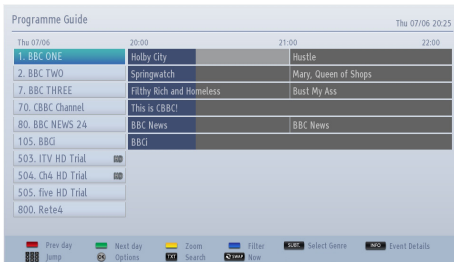 Programme Guide
Thu 07/06 20:25
Thu 07/06 20:00 21:00 22:00
1. BBC ONE Holby City Hustle
2. BBC TWO Springwatch Mary, Queen of Shops
7. BBC THREE Filthy Rich and Homeless Bust My Ass
70. CBBC Channel This is CBBC!
80. BBC NEWS 24 BBC News BBC News
105. BBCi BBCi
503. ITV HD Trial HD
504. Ch4 HD Trial HD
505. five HD Trial
800. Rete4
Prev day Next day Zoom Filter SUBT. Select Genre INFO Event Details
Jump OK Options TXT Search SWAP Now